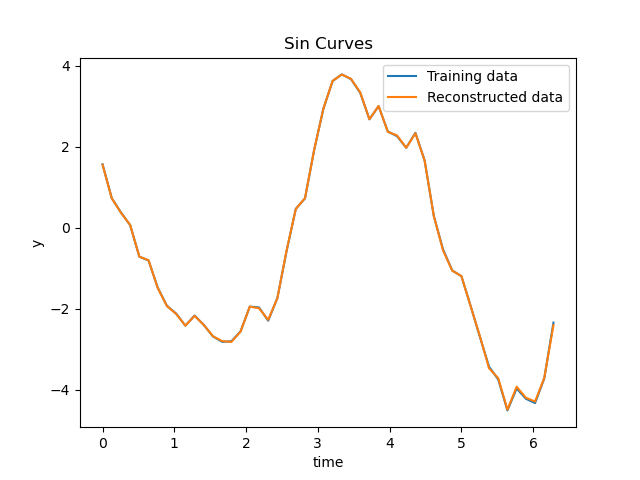 Sin Curves
Training data
Reconstructed data
4
2
0
−2
−4
y
0 1 2 3 4 5 6
time